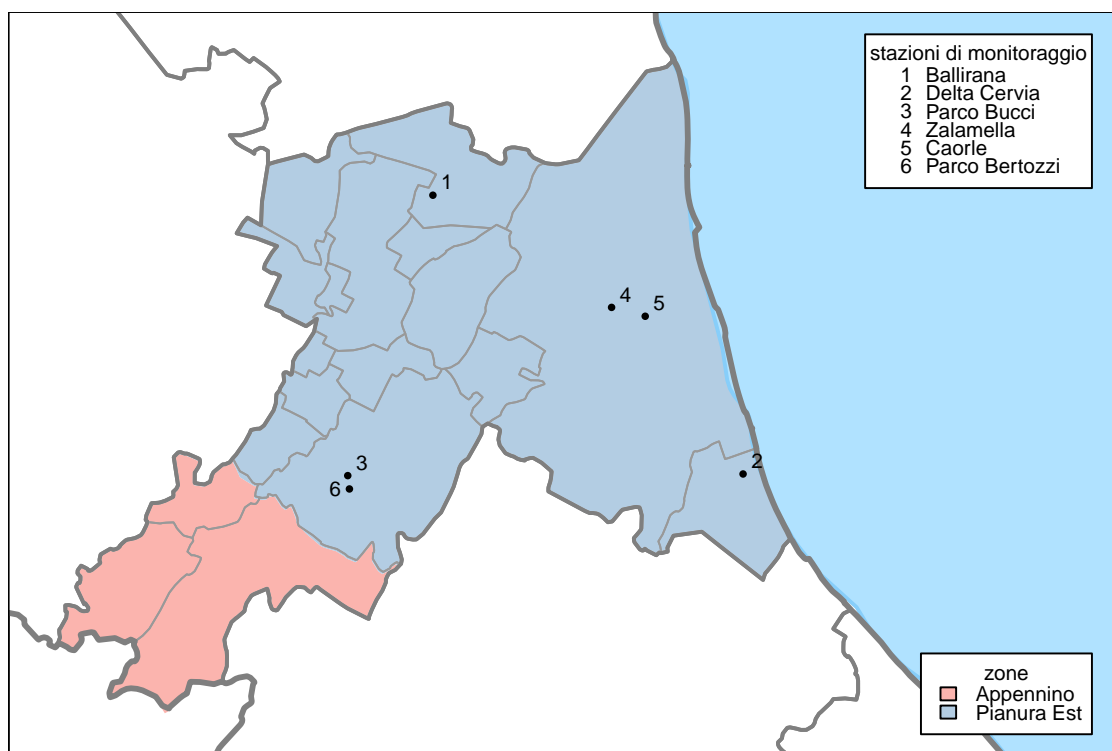 stazioni di monitoraggio
1 Ballirana
2 Delta Cervia
3 Parco Bucci
4 Zalamella
5 Caorle
6 Parco Bertozzi
1
4
5
2
3
6
zone
Appennino
Pianura Est